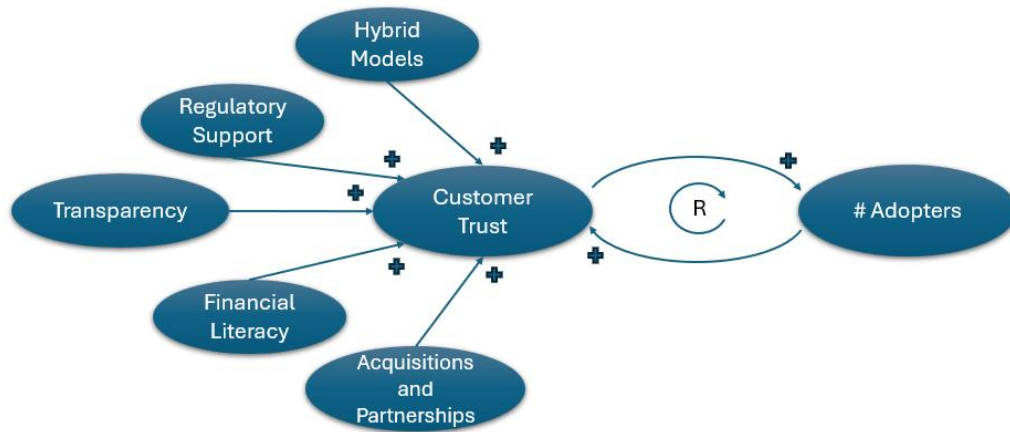 Hybrid
Models
Regulatory
Support
Transparency
Customer
Trust
R
# Adopters
Financial
Literacy
Acquisitions
and
Partnerships